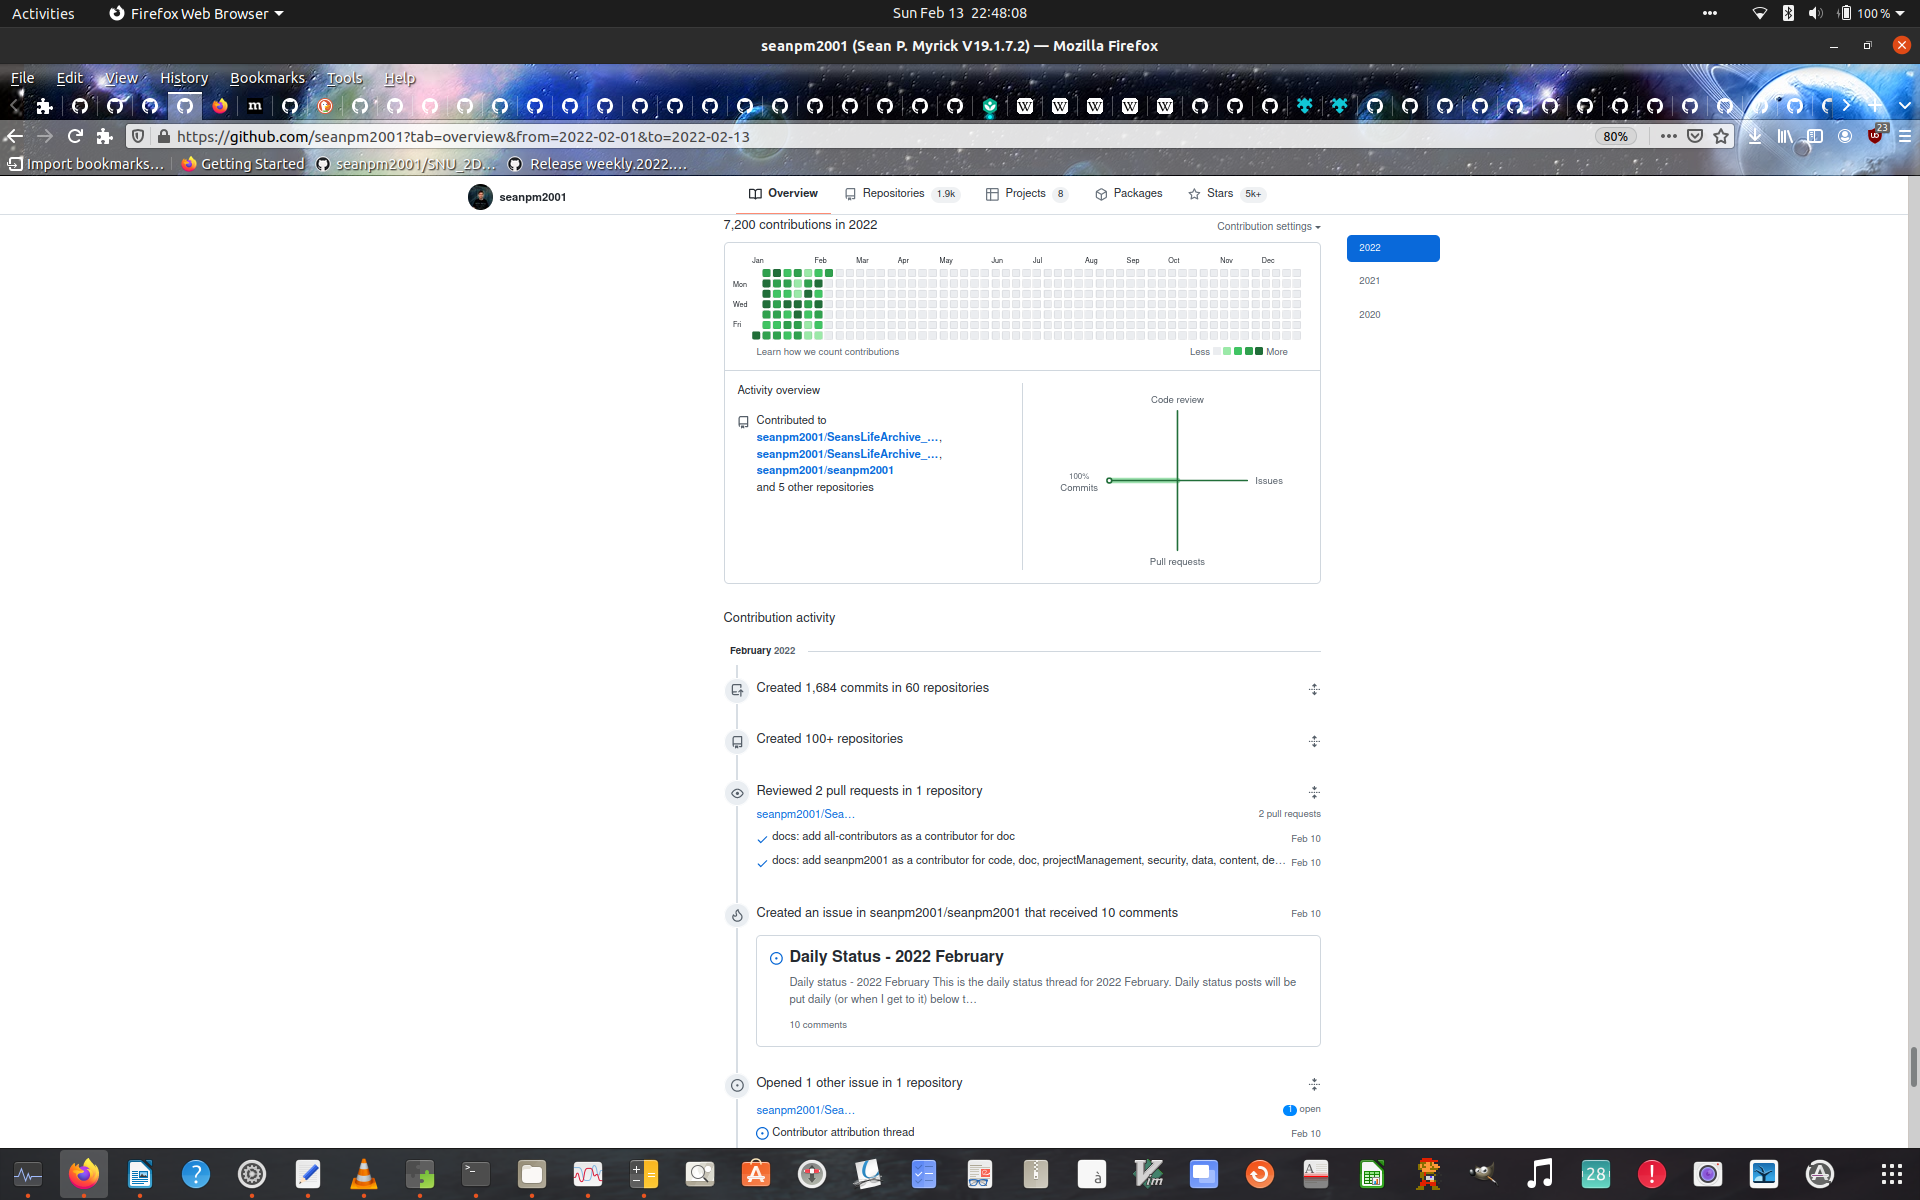 Activities
Firefox Web Browser
Sun Feb 13 22:48:08
100 %
seanpm2001 (Sean P. Myrick V19.1.7.2) — Mozilla Firefox
File Edit View History Bookmarks Tools Help
m
W W W W W
https://github.com/seanpm2001?tab=overview&from=2022-02-01&to=2022-02-13
80%
23
Import bookmarks...
Getting Started
seanpm2001/SNU_2D...
Release weekly.2022....
seanpm2001
Overview
Repositories 1.9k
Projects 8
Packages
Stars 5k+
7,200 contributions in 2022
Contribution settings
2022
2021
2020
Jan Feb Mar Apr May Jun Jul Aug Sep Oct Nov Dec
Mon
Wed
Fri
Learn how we count contributions
Less
More
Activity overview
Contributed to
seanpm2001/SeansLifeArchive_...,
seanpm2001/SeansLifeArchive_...,
seanpm2001/seanpm2001
and 5 other repositories
Code review
100%
Commits
Issues
Pull requests
Contribution activity
February 2022
Created 1,684 commits in 60 repositories
Created 100+ repositories
Reviewed 2 pull requests in 1 repository
seanpm2001/Sea...
2 pull requests
docs: add all-contributors as a contributor for doc
Feb 10
docs: add seanpm2001 as a contributor for code, doc, projectManagement, security, data, content, de...
Feb 10
Created an issue in seanpm2001/seanpm2001 that received 10 comments
Feb 10
Daily Status - 2022 February
Daily status - 2022 February This is the daily status thread for 2022 February. Daily status posts will be
put daily (or when I get to it) below t...
10 comments
Opened 1 other issue in 1 repository
seanpm2001/Sea...
1 open
Contributor attribution thread
Feb 10
28